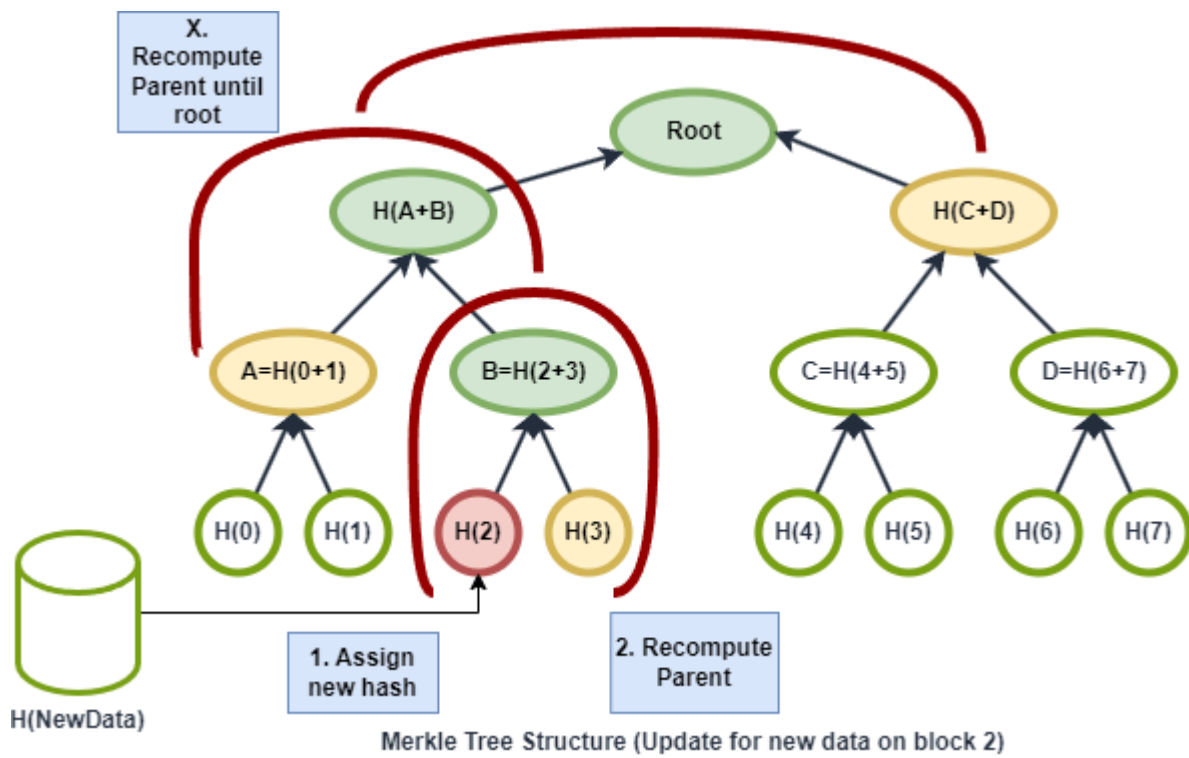 X.
Recompute
Parent until
root
Root
H(A+B)
H(C+D)
A=H(0+1)
B=H(2+3)
C=H(4+5)
D=H(6+7)
H(0)
H(1)
H(2)
H(3)
H(4)
H(5)
H(6)
H(7)
1. Assign
new hash
2. Recompute
Parent
H(NewData)
Merkle Tree Structure (Update for new data on block 2)